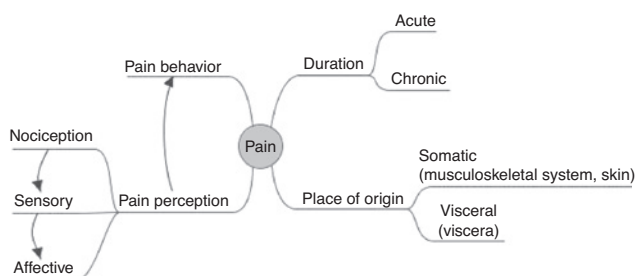 Acute
Pain behavior
Duration
Chronic
Nociception
Pain
Somatic
(musculoskeletal system, skin)
Sensory
Pain perception
Place of origin
Visceral
(viscera)
Affective